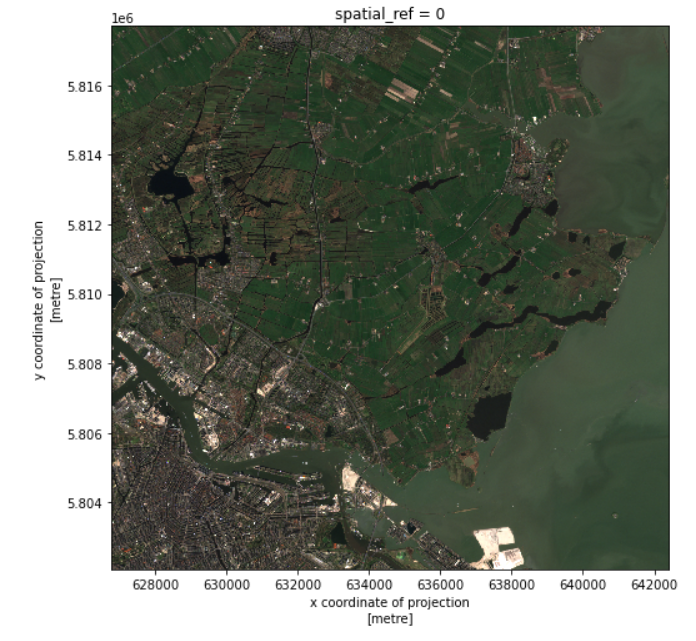 spatial_ref = 0
1e6
5.816
5.814
5.812
5.810
5.808
5.806
5.804
y coordinate of projection
[metre]
628000 630000 632000 634000 636000 638000 640000 642000
x coordinate of projection
[metre]